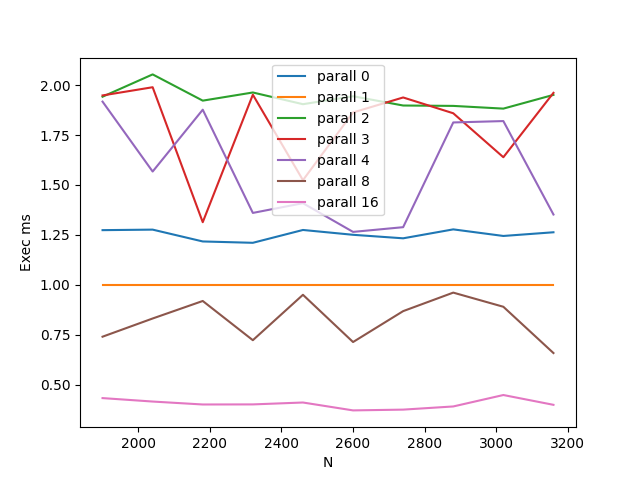 2.00
1.75
1.50
1.25
1.00
0.75
0.50
Exec ms
parall 0
parall 1
parall 2
parall 3
parall 4
parall 8
parall 16
2000 2200 2400 2600 2800 3000 3200
N